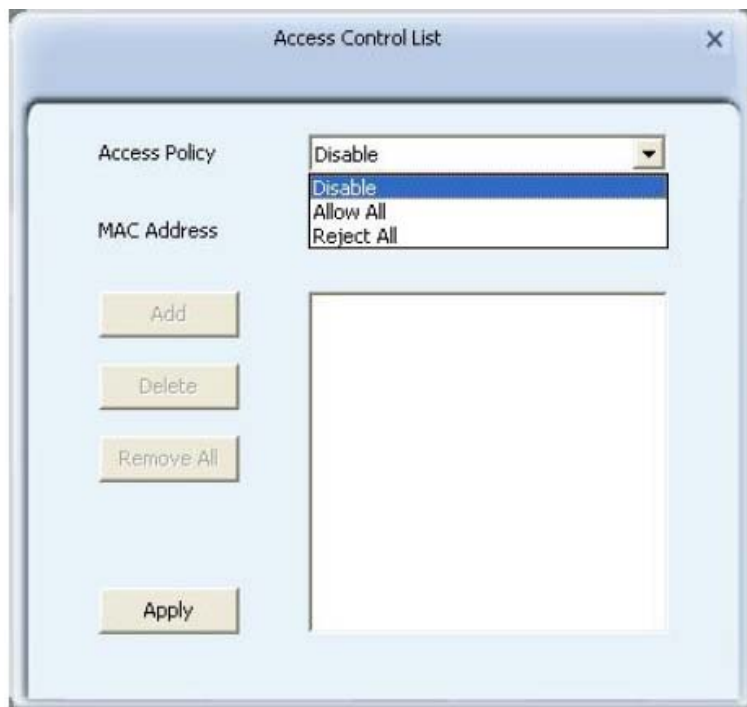 Access Control List
Access Policy
Disable
Disable
Allow All
Reject All
MAC Address
Add
Delete
Remove All
Apply